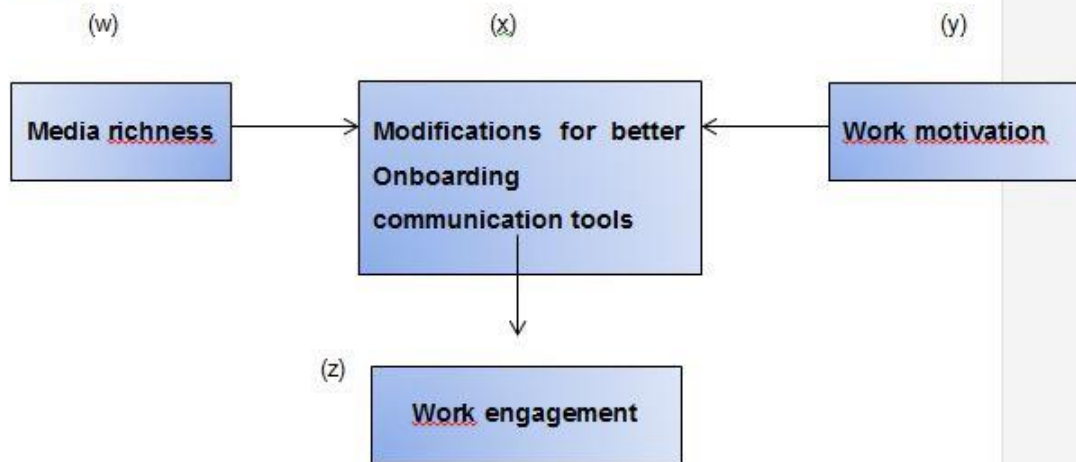 (w)
(x)
(y)
Media richness
Modifications for better
Onboarding
communication tools
Work motivation
(z)
Work engagement